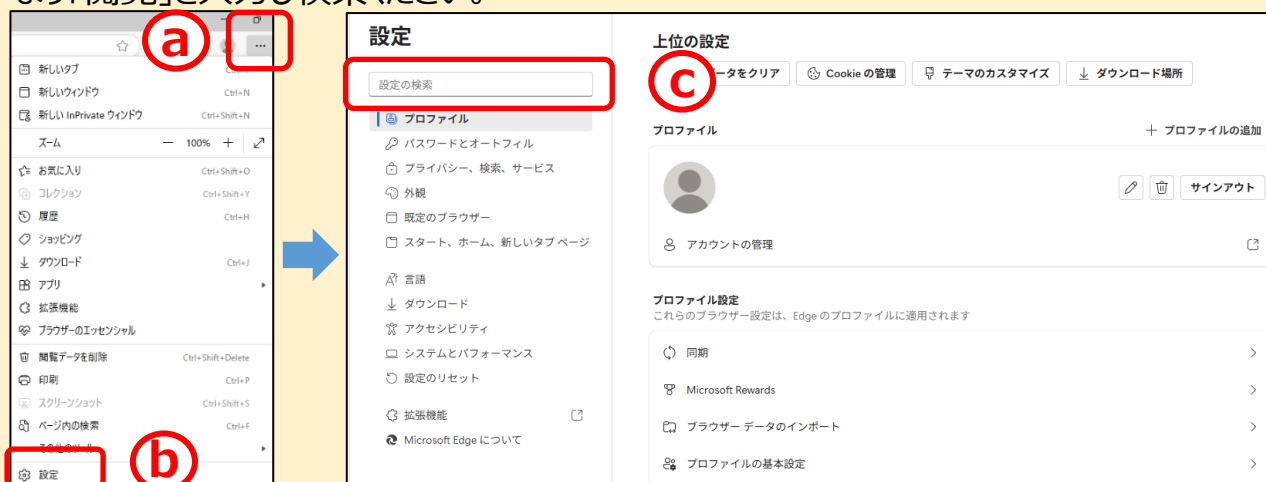 a
新しいタブ
新しいウィンドウ Ctrl+N
新しい InPrivate ウィンドウ Ctrl+Shift+N
ズーム 100%
お気に入り Ctrl+Shift+O
コレクション Ctrl+Shift+Y
履歴 Ctrl+H
ショッピング
ダウンロード Ctrl+J
アプリ
拡張機能
ブラウザーのエッセンシャル
閲覧データを削除 Ctrl+Shift+Delete
印刷 Ctrl+P
スクリーンショット Ctrl+Shift+S
ページ内の検索 Ctrl+F
b
設定
設定
設定の検索
プロファイル
パスワードとオートフィル
プライバシー、検索、サービス
外観
既定のブラウザー
スタート、ホーム、新しいタブ ページ
言語
ダウンロード
アクセシビリティ
システムとパフォーマンス
設定のリセット
拡張機能
Microsoft Edge について
上位の設定
c
ータをクリア Cookie の管理 テーマのカスタマイズ ダウンロード場所
プロファイル プロファイルの追加
サインアウト
アカウントの管理
プロファイル設定
これらのブラウザー設定は、Edge のプロファイルに適用されます
同期
Microsoft Rewards
ブラウザー データのインポート
プロファイルの基本設定